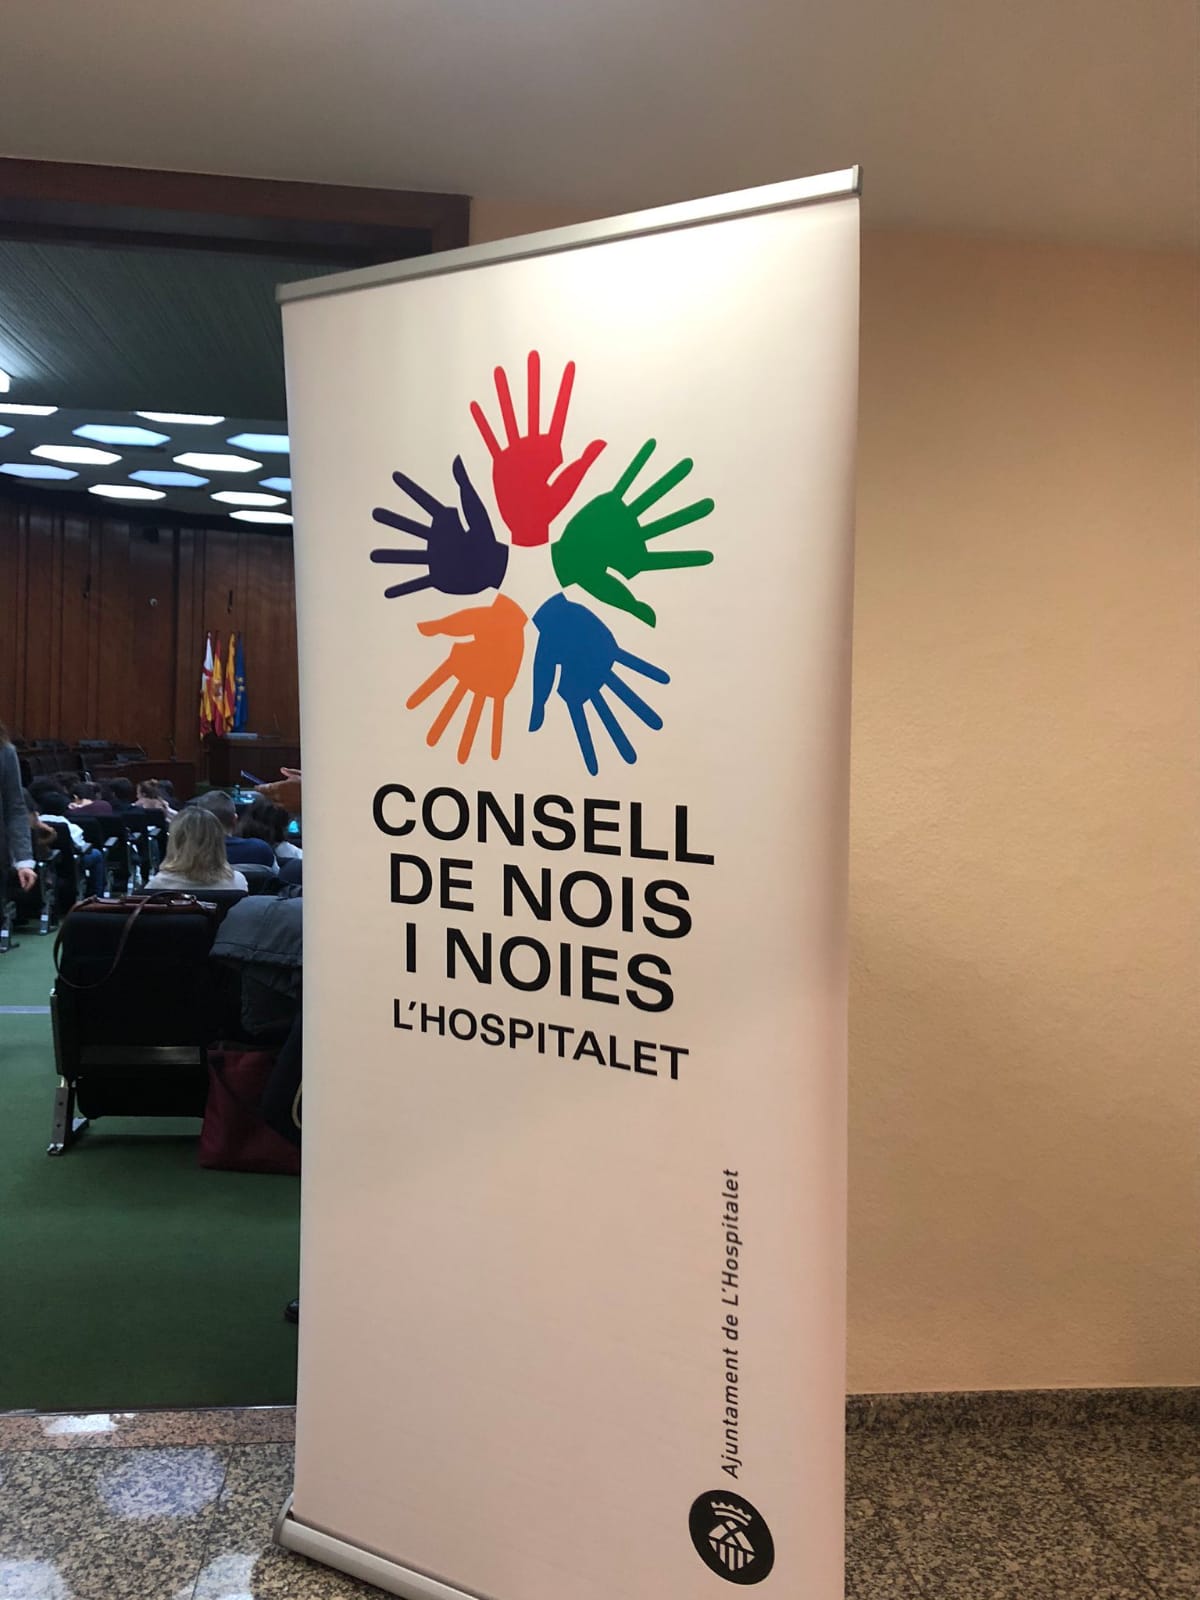 CONSELL
DE NOIS
I NOIES
L'HOSPITALET
Ajuntament de L'Hospitalet